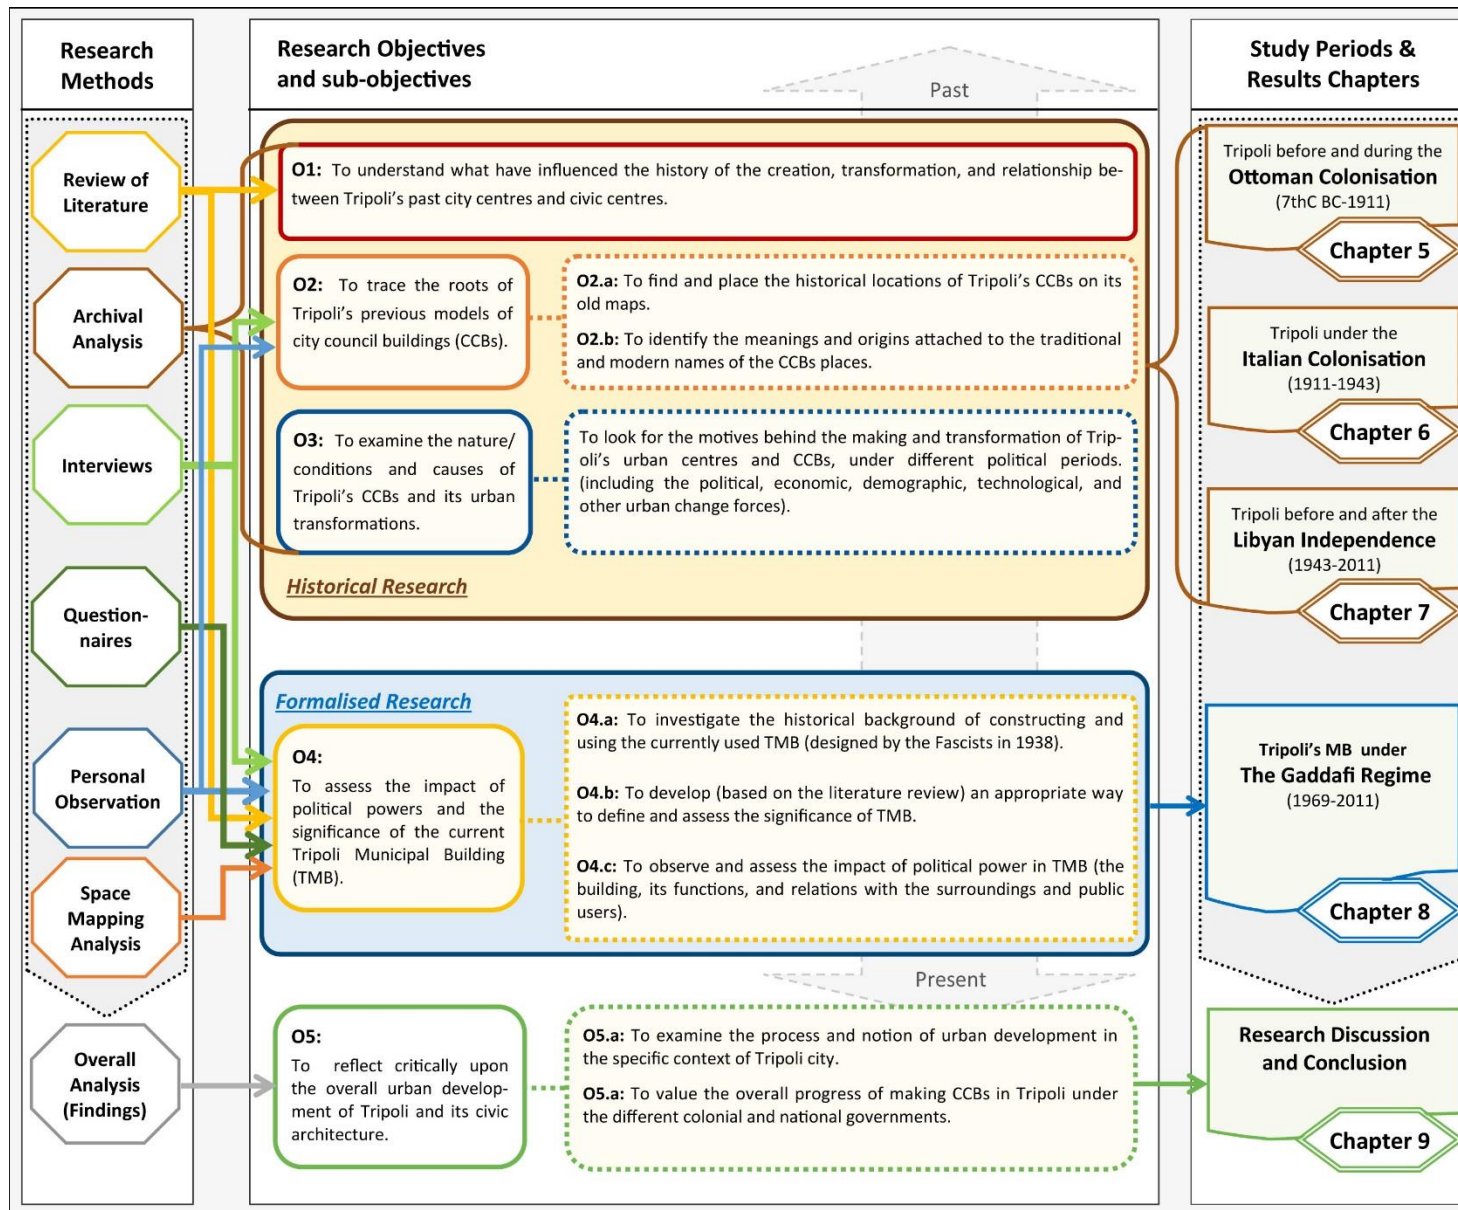 Research
Methods
Review of
Literature
Archival
Analysis
Interviews
Question-
naires
Personal
Observation
Space
Mapping
Analysis
Overall
Analysis
(Findings)
Research Objectives
and sub-objectives
Past
O1: To understand what have influenced the history of the creation, transformation, and relationship be-
tween Tripoli's past city centres and civic centres.
O2: To trace the roots of
Tripoli's previous models of
city council buildings (CCBs).
O2.a: To find and place the historical locations of Tripoli's CCBs on its
old maps.
O2.b: To identify the meanings and origins attached to the traditional
and modern names of the CCBs places.
O3: To examine the nature/
conditions and causes of
Tripoli's CCBs and its urban
transformations.
To look for the motives behind the making and transformation of Trip-
oli's urban centres and CCBs, under different political periods.
(including the political, economic, demographic, technological, and
other urban change forces).
Historical Research
Formalised Research
O4:
To assess the impact of
political powers and the
significance of the current
Tripoli Municipal Building
(TMB).
O4.a: To investigate the historical background of constructing and
using the currently used TMB (designed by the Fascists in 1938).
O4.b: To develop (based on the literature review) an appropriate way
to define and assess the significance of TMB.
O4.c: To observe and assess the impact of political power in TMB (the
building, its functions, and relations with the surroundings and public
users).
Present
O5:
To reflect critically upon
the overall urban develop-
ment of Tripoli and its civic
architecture.
O5.a: To examine the process and notion of urban development in
the specific context of Tripoli city.
O5.a: To value the overall progress of making CCBs in Tripoli under
the different colonial and national governments.
Study Periods &
Results Chapters
Tripoli before and during the
Ottoman Colonisation
(7thC BC-1911)
Chapter 5
Tripoli under the
Italian Colonisation
(1911-1943)
Chapter 6
Tripoli before and after the
Libyan Independence
(1943-2011)
Chapter 7
Tripoli's MB under
The Gaddafi Regime
(1969-2011)
Chapter 8
Research Discussion
and Conclusion
Chapter 9